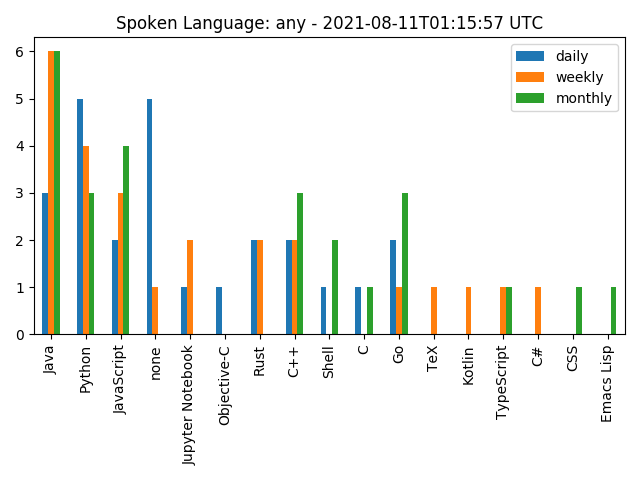 Spoken Language: any - 2021-08-11T01:15:57 UTC
daily
weekly
monthly
6
5
4
3
2
1
0
Java
Python
JavaScript
none
Jupyter Notebook
Objective-C
Rust
C++
Shell
C
Go
TeX
Kotlin
TypeScript
C#
CSS
Emacs Lisp